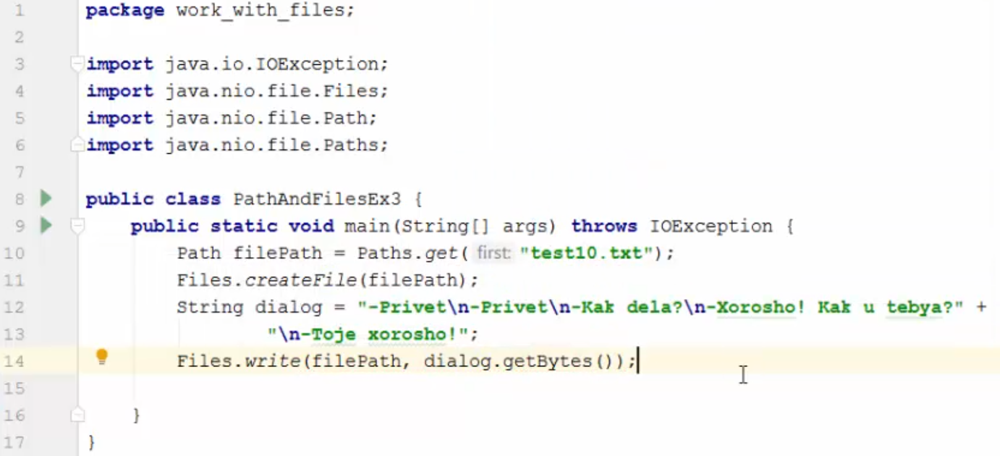 1 package work_with_files;
2
3 import java.io.IOException;
4 import java.nio.file.Files;
5 import java.nio.file.Path;
6 import java.nio.file.Paths;
7
8 public class PathAndFilesEx3 {
9 public static void main(String[] args) throws IOException {
10 Path filePath = Paths.get( first: "test10.txt");
11 Files.createFile(filePath);
12 String dialog = "-Privet\n-Privet\n-Kak dela?\n-Xorosho! Kak u tebya?" +
13 "\n-Toje xorosho!";
14 Files.write(filePath, dialog.getBytes());
15
16 }
17 }